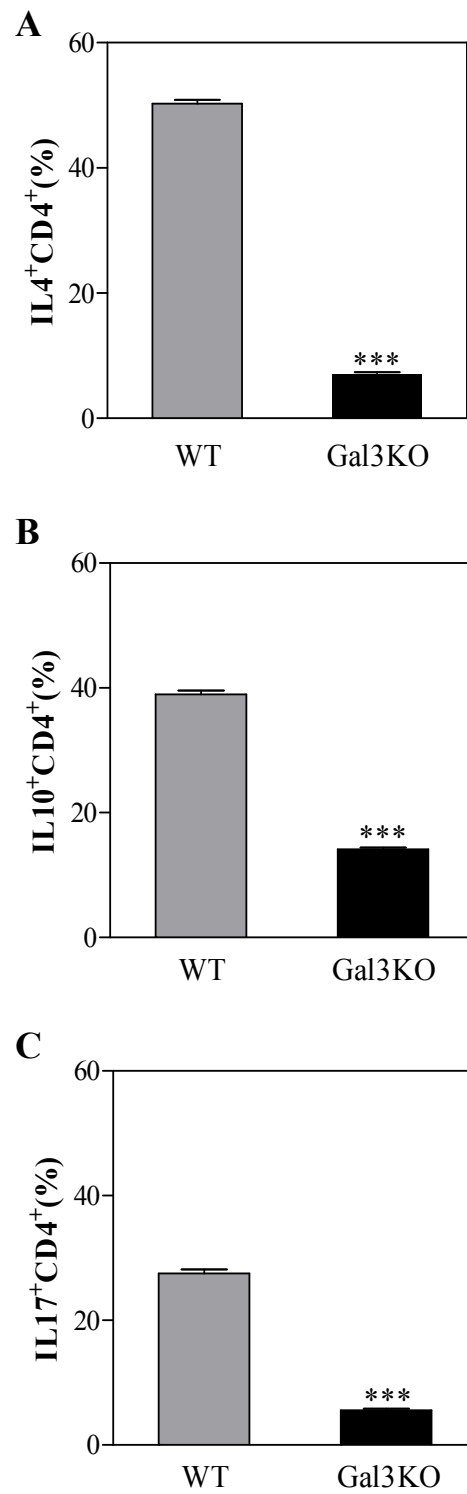 A
IL4⁺CD4⁺(%)
60
40
20
0
***
WT Gal3KO
B
IL10⁺CD4⁺(%)
60
40
20
0
***
WT Gal3KO
C
IL17⁺CD4⁺(%)
60
40
20
0
***
WT Gal3KO